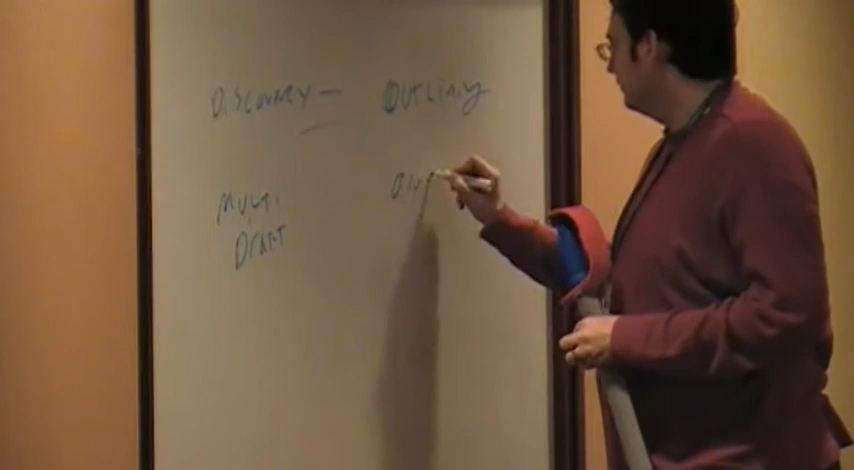 DISCOVERY — OUTLINING
MULTI
DRAFT